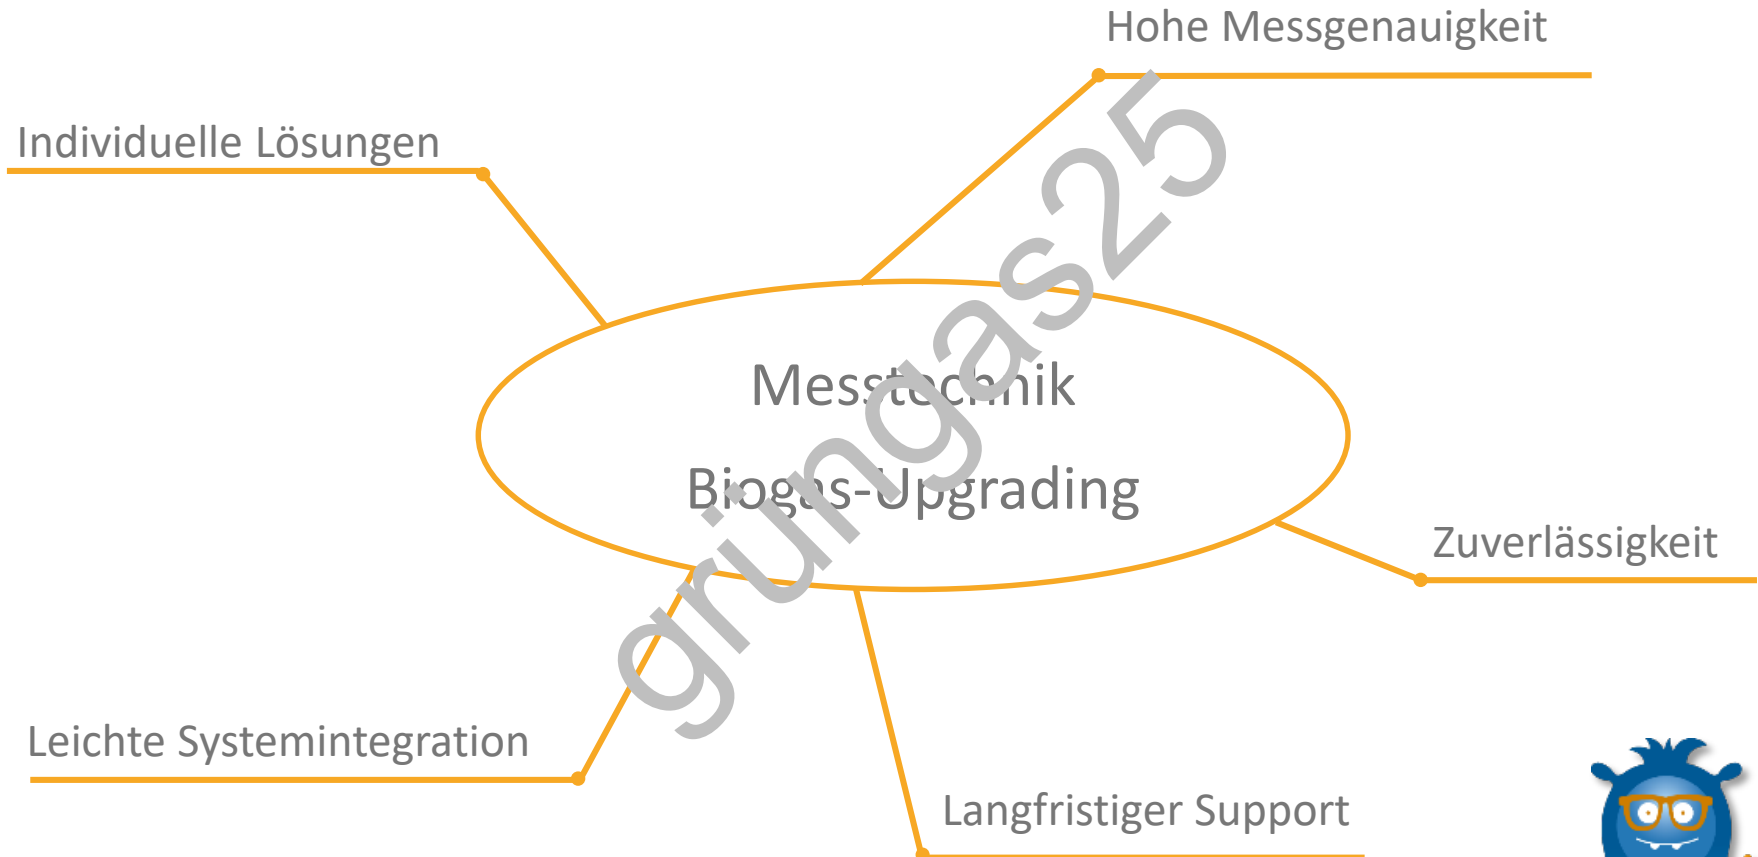 Hohe Messgenauigkeit
Individuelle Lösungen
Messtechnik
Biogas-Upgrading
Zuverlässigkeit
Leichte Systemintegration
Langfristiger Support
grüngas25